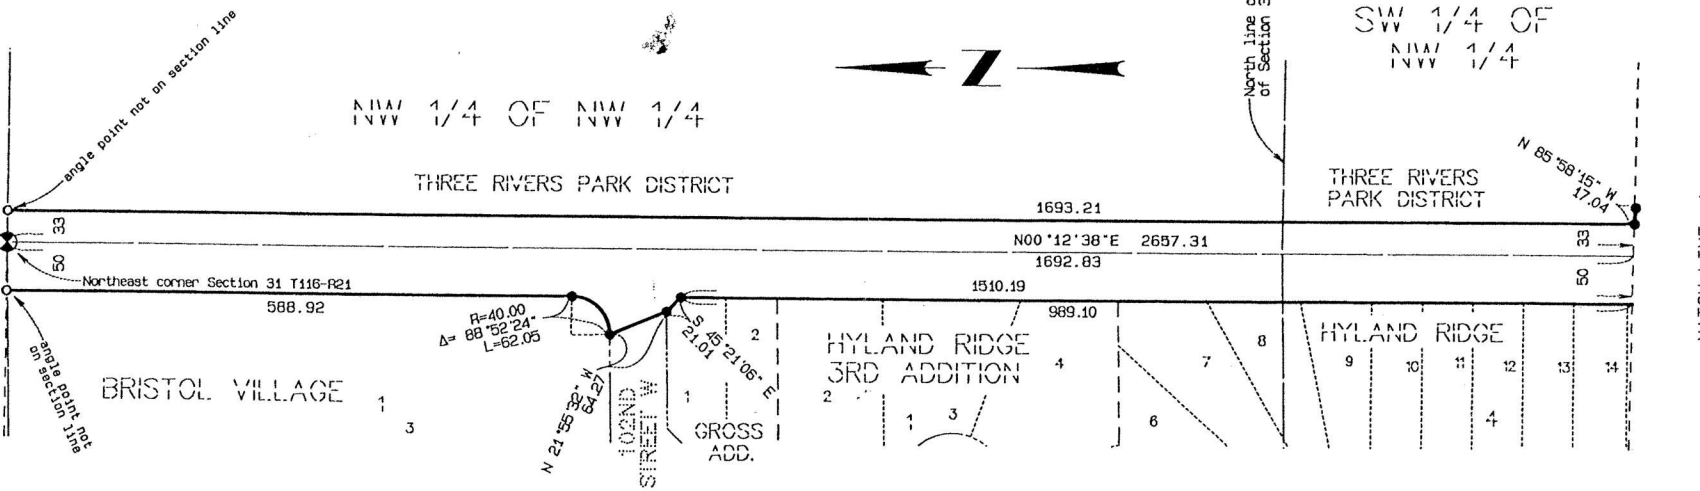 angle point not on section line
NW 1/4 OF NW 1/4
THREE RIVERS PARK DISTRICT
Z
North line
of Section 3
SW 1/4 OF
NW 1/4
THREE RIVERS
PARK DISTRICT
N 85°58'15" W
17.04
1693.21
33
N00°12'38"E 2657.31
33
1692.83
50
Northeast corner Section 31 T116-R21
588.92
1510.19
50
989.10
R=40.00
Δ= 88°52'24"
L=62.05
S 45°21'06" E
21.01
N 21°55'32" W
64.27
angle point not
on section line
BRISTOL VILLAGE
1
3
102ND
STREET W
1
2
GROSS
ADD.
HYLAND RIDGE
3RD ADDITION
2
1
3
4
6
7
8
HYLAND RIDGE
9
10
11
12
13
14
4